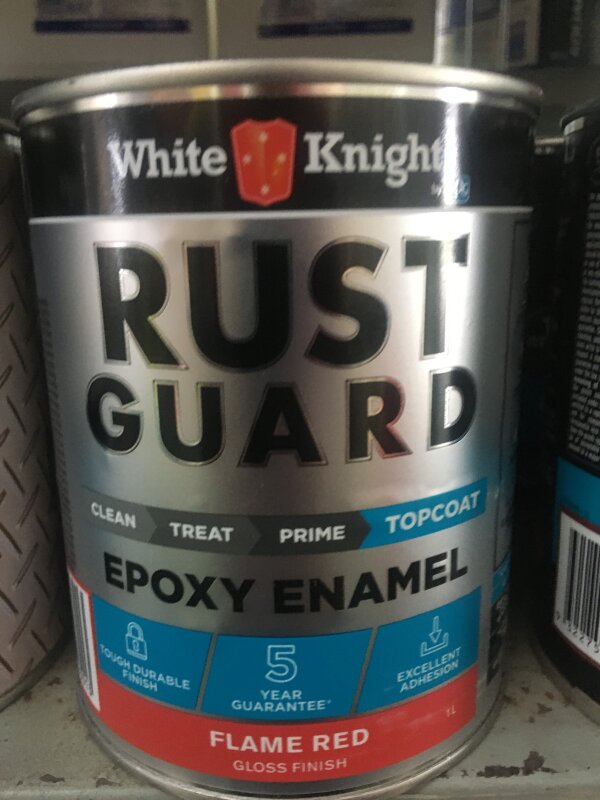 White Knight
RUST
GUARD
CLEAN TREAT PRIME TOPCOAT
EPOXY ENAMEL
TOUGH DURABLE
FINISH
5
YEAR
GUARANTEE*
EXCELLENT
ADHESION
1L
FLAME RED
GLOSS FINISH